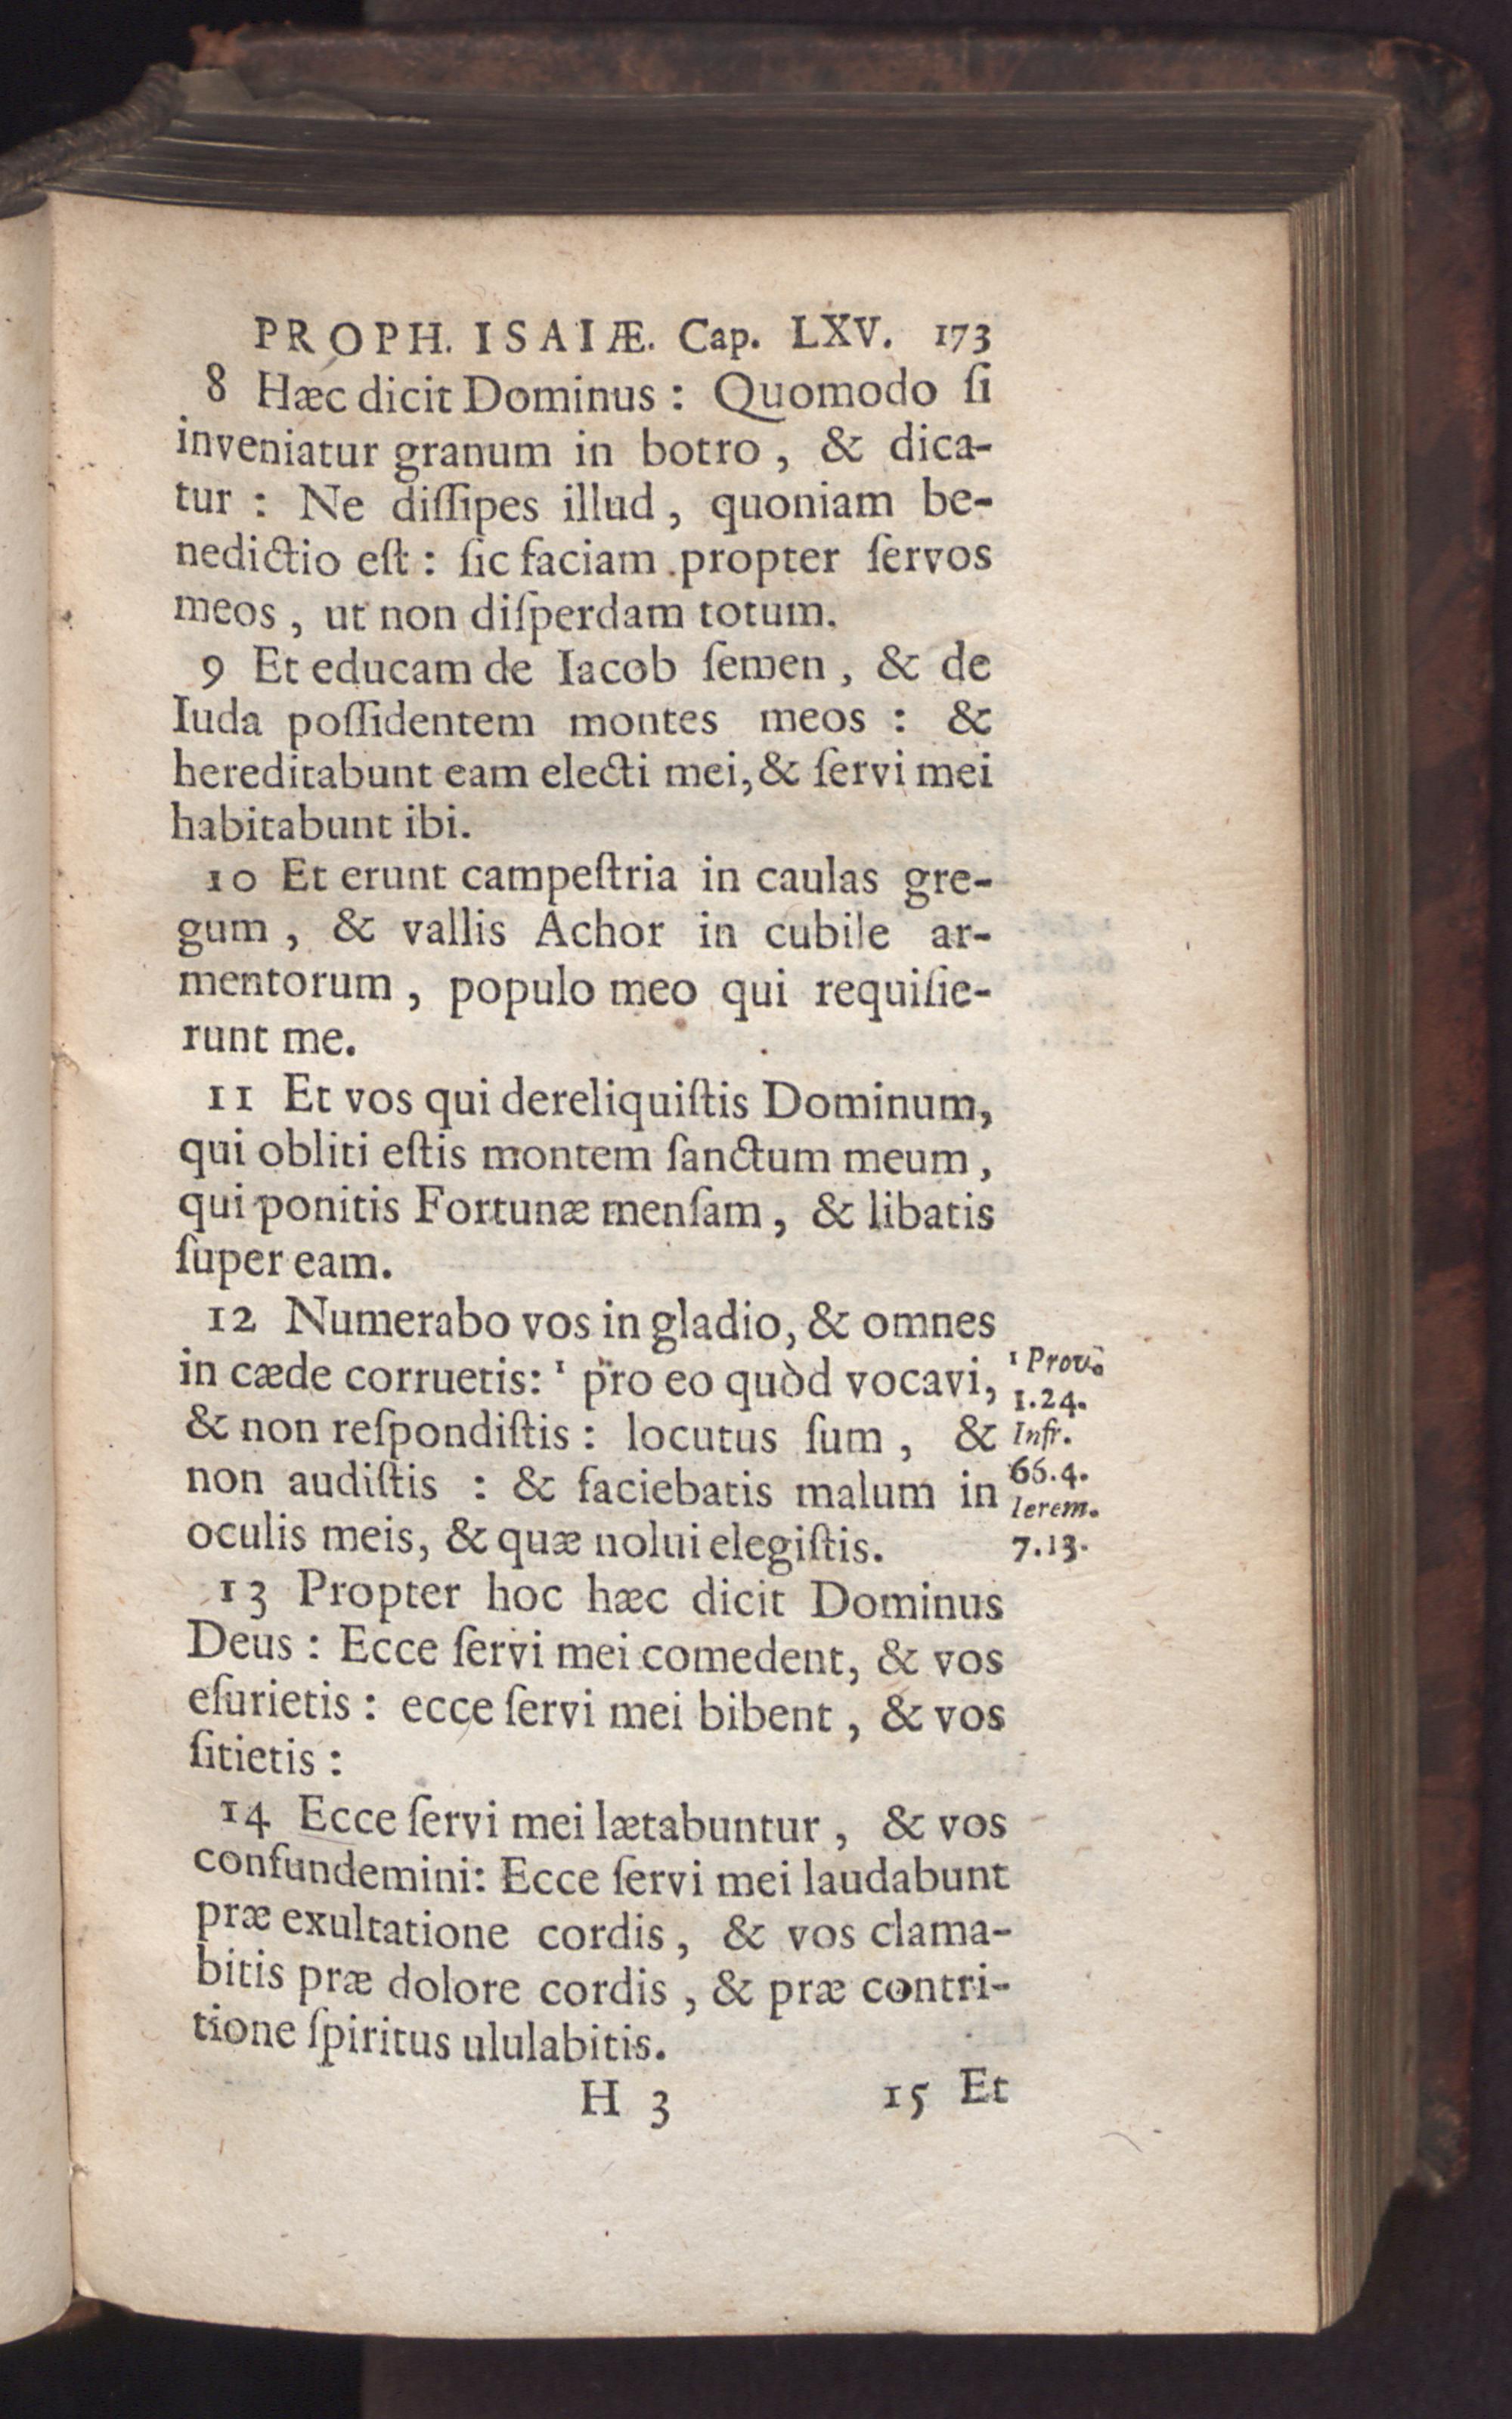 PROPH. ISAIÆ. Cap. LXV. 173
8 Hæc dicit Dominus : Quomodo ſi
inveniatur granum in botro, & dica-
tur : Ne diſſipes illud, quoniam be-
nedictio eſt : ſic faciam propter ſervos
meos, ut non diſperdam totum.
9 Et educam de Iacob ſemen, & de
Iuda poſſidentem montes meos : &
hereditabunt eam electi mei, & ſervi mei
habitabunt ibi.
10 Et erunt campeſtria in caulas gre-
gum, & vallis Achor in cubile ar-
mentorum, populo meo qui requiſie-
runt me.
11 Et vos qui dereliquiſtis Dominum,
qui obliti eſtis montem ſanctum meum,
qui ponitis Fortunæ menſam, & libatis
ſuper eam.
12 Numerabo vos in gladio, & omnes
in cæde corruetis: ¹ pro eo quòd vocavi,
& non reſpondiſtis : locutus ſum, &
non audiſtis : & faciebatis malum in
oculis meis, & quæ nolui elegiſtis.
¹ Prov.
1.24.
Infr.
66.4.
Ierem.
7.13.
13 Propter hoc hæc dicit Dominus
Deus : Ecce ſervi mei comedent, & vos
eſurietis : ecce ſervi mei bibent, & vos
ſitietis :
14 Ecce ſervi mei lætabuntur, & vos
confundemini: Ecce ſervi mei laudabunt
præ exultatione cordis, & vos clama-
bitis præ dolore cordis, & præ contri-
tione ſpiritus ululabitis.
H 3 15 Et